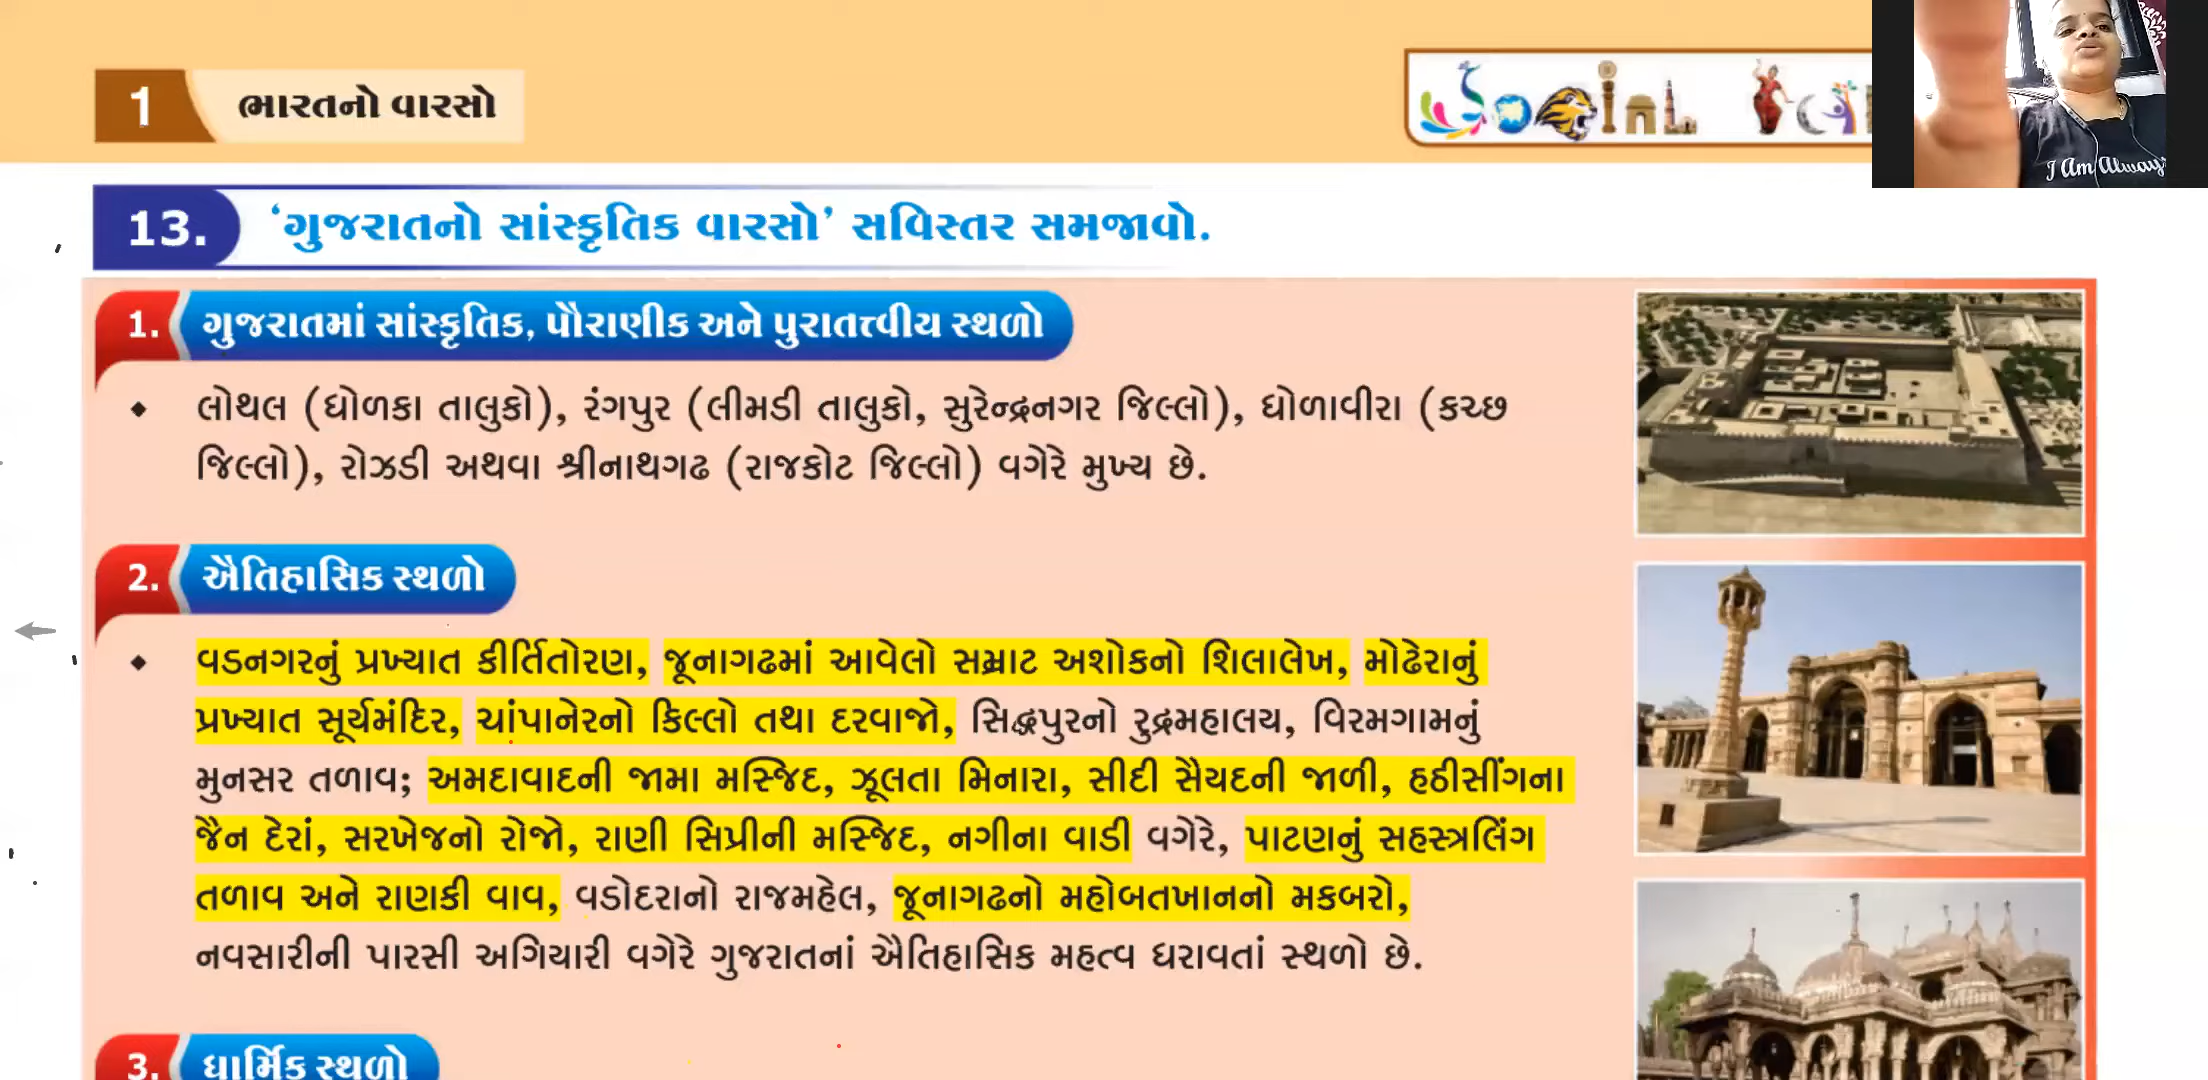 1 ભારતનો વારસો
Social
I Am Always
13. ‘ગુજરાતનો સાંસ્કૃતિક વારસો’ સવિસ્તર સમજાવો.
1. ગુજરાતમાં સાંસ્કૃતિક, પૌરાણીક અને પુરાતત્ત્વીય સ્થળો
◆ લોથલ (ધોળકા તાલુકો), રંગપુર (લીમડી તાલુકો, સુરેન્દ્રનગર જિલ્લો), ધોળાવીરા (કચ્છ
જિલ્લો), રોઝડી અથવા શ્રીનાથગઢ (રાજકોટ જિલ્લો) વગેરે મુખ્ય છે.
2. ઐતિહાસિક સ્થળો
◆ વડનગરનું પ્રખ્યાત કીર્તિતોરણ, જૂનાગઢમાં આવેલો સમ્રાટ અશોકનો શિલાલેખ, મોઢેરાનું
પ્રખ્યાત સૂર્યમંદિર, ચાંપાનેરનો કિલ્લો તથા દરવાજો, સિદ્ધપુરનો રુદ્રમહાલય, વિરમગામનું
મુનસર તળાવ; અમદાવાદની જામા મસ્જિદ, ઝૂલતા મિનારા, સીદી સૈયદની જાળી, હઠીસીંગના
જૈન દેરાં, સરખેજનો રોજો, રાણી સિપ્રીની મસ્જિદ, નગીના વાડી વગેરે, પાટણનું સહસ્ત્રલિંગ
તળાવ અને રાણકી વાવ, વડોદરાનો રાજમહેલ, જૂનાગઢનો મહોબતખાનનો મકબરો,
નવસારીની પારસી અગિયારી વગેરે ગુજરાતનાં ઐતિહાસિક મહત્વ ધરાવતાં સ્થળો છે.
3. ધાર્મિક સ્થળો